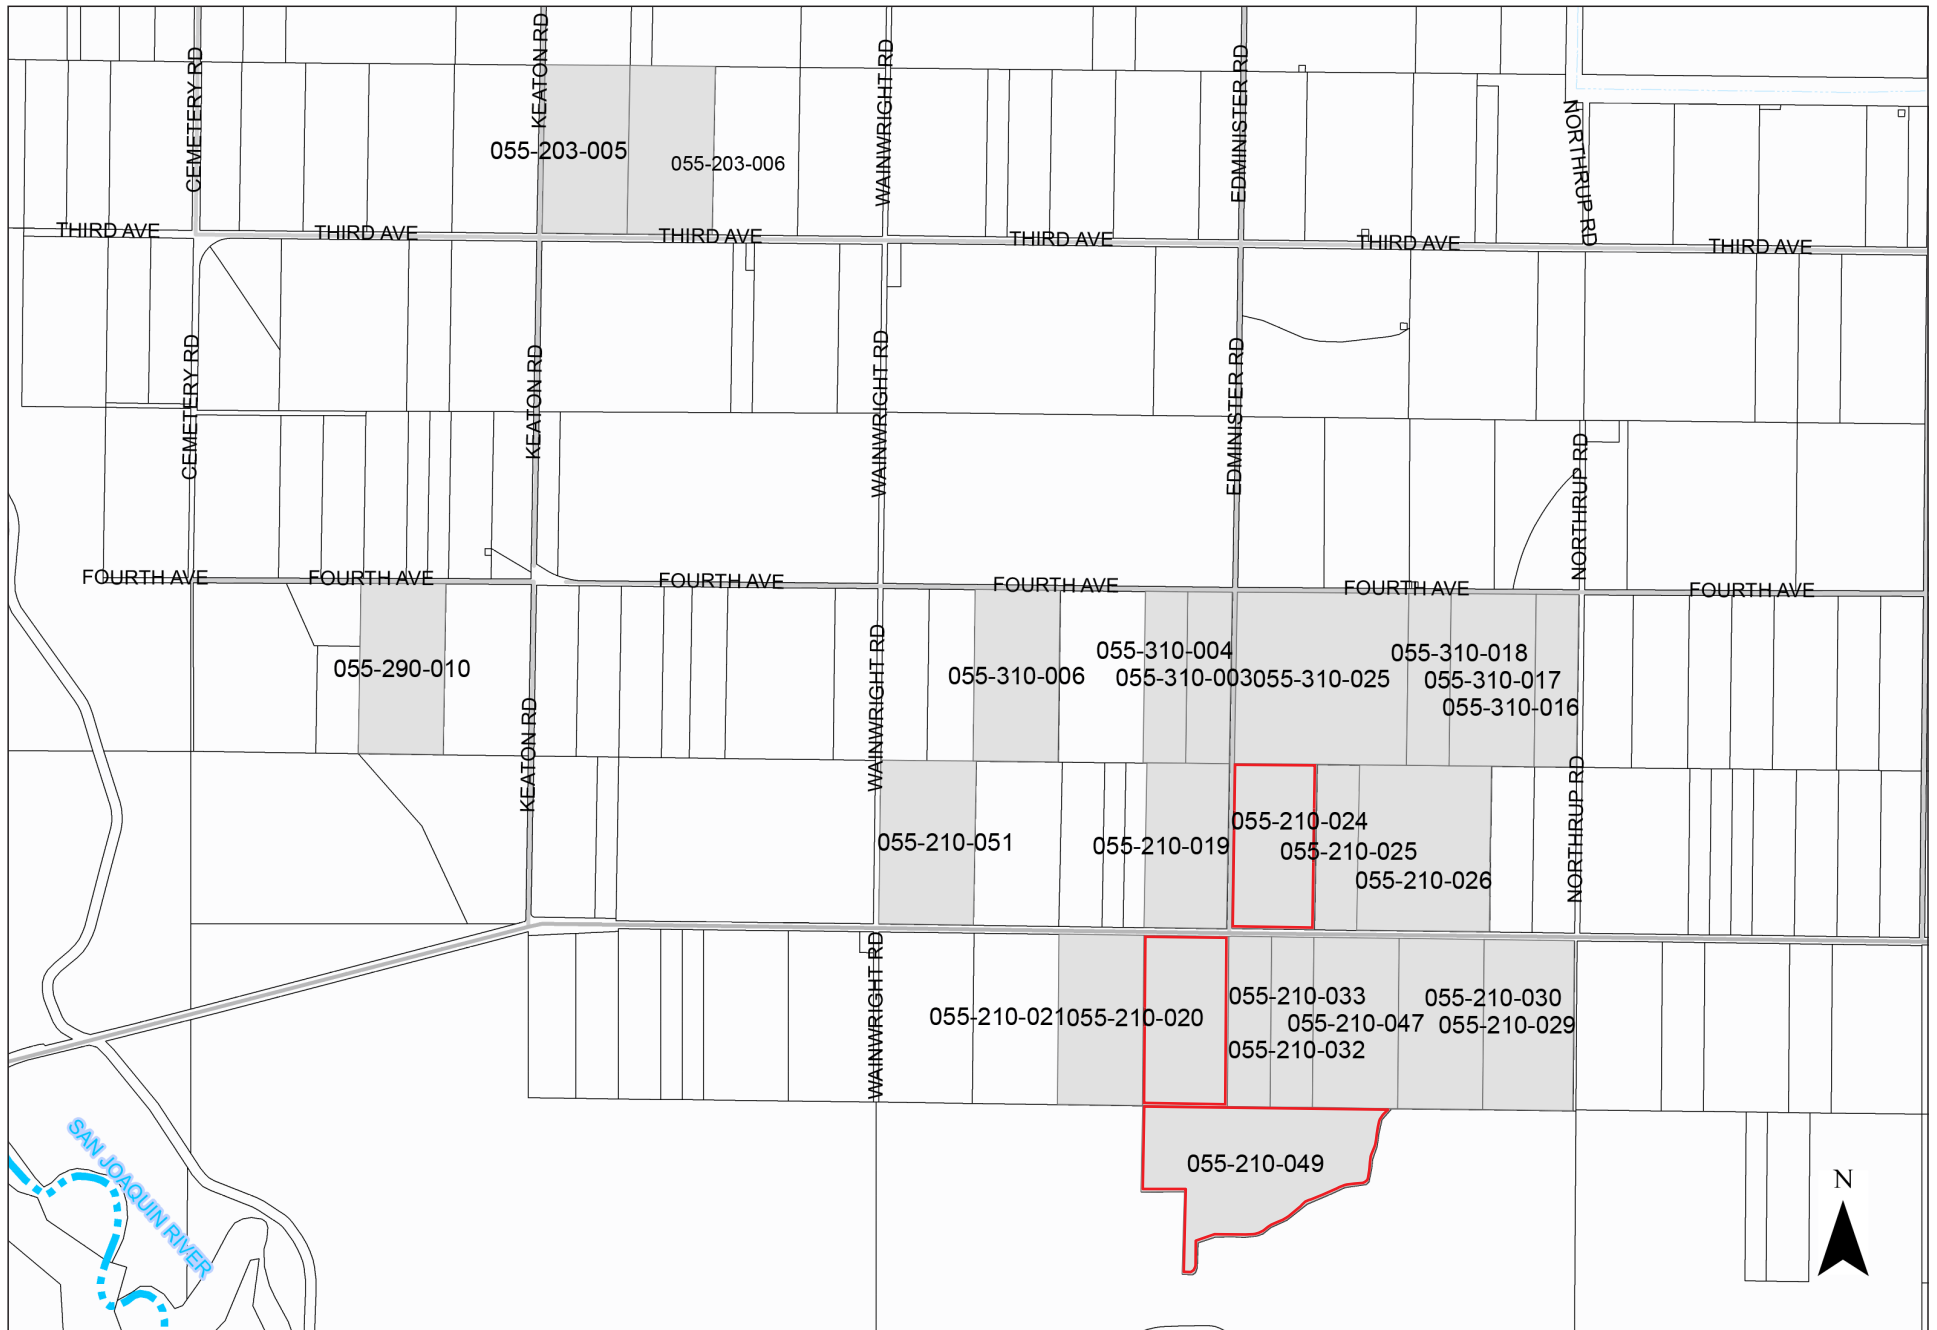 CEMETERY RD
KEATON RD
WAINWRIGHT RD
EDMINISTER RD
NORTHRUP RD
055-203-005
055-203-006
THIRD AVE
THIRD AVE
THIRD AVE
THIRD AVE
THIRD AVE
THIRD AVE
CEMETERY RD
KEATON RD
WAINWRIGHT RD
EDMINISTER RD
NORTHRUP RD
FOURTH AVE
FOURTH AVE
FOURTH AVE
FOURTH AVE
FOURTH AVE
FOURTH AVE
055-290-010
KEATON RD
WAINWRIGHT RD
055-310-006
055-310-004
055-310-003
055-310-025
055-310-018
055-310-017
055-310-016
NORTHRUP RD
055-210-051
055-210-019
055-210-024
055-210-025
055-210-026
WAINWRIGHT RD
055-210-021
055-210-020
055-210-033
055-210-047
055-210-032
055-210-030
055-210-029
055-210-049
SAN JOAQUIN RIVER
N